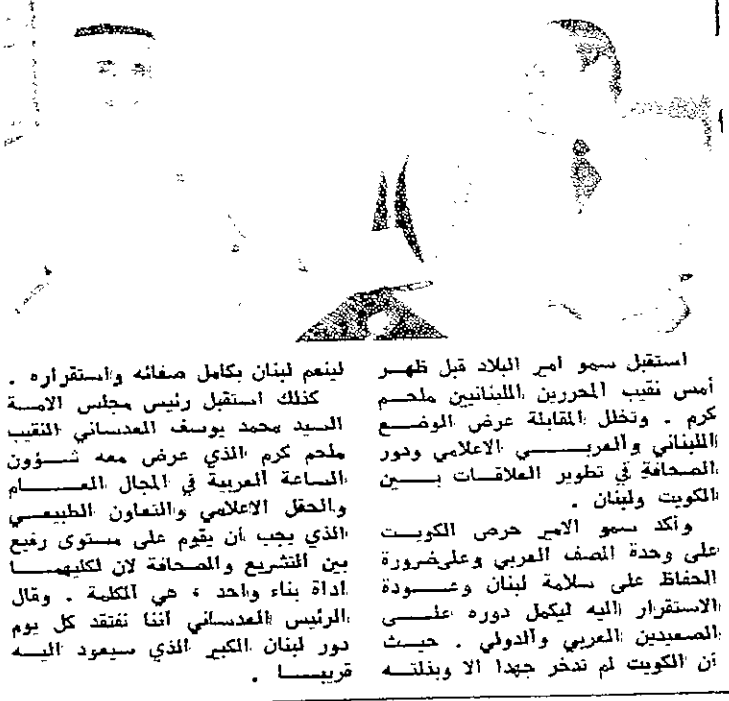 استقبل سمو امير البلاد قبل ظهر
أمس نقيب المحررين اللبنانيين ملحم
كرم . وتخلل المقابلة عرض الوضع
اللبناني والعربي الاعلامي ودور
الصحافة في تطوير العلاقات بين
الكويت ولبنان .
وأكد سمو الامير حرص الكويت
على وحدة الصف العربي وعلى ضرورة
الحفاظ على سلامة لبنان وعودة
الاستقرار اليه ليكمل دوره على
الصعيدين العربي والدولي . حيث
أن الكويت لم تدخر جهدا الا وبذلته
لينعم لبنان بكامل صفائه واستقراره .
كذلك استقبل رئيس مجلس الامة
السيد محمد يوسف العدساني النقيب
ملحم كرم الذي عرض معه شؤون
الساعة العربية في المجال العام
والحقل الاعلامي والتعاون الطبيعي
الذي يجب أن يقوم على مستوى رفيع
بين التشريع والصحافة لان لكليهما
اداة بناء واحد ء هي الكلمة . وقال
الرئيس العدساني أننا نفتقد كل يوم
دور لبنان الكبير الذي سيعود اليه
قريبا .